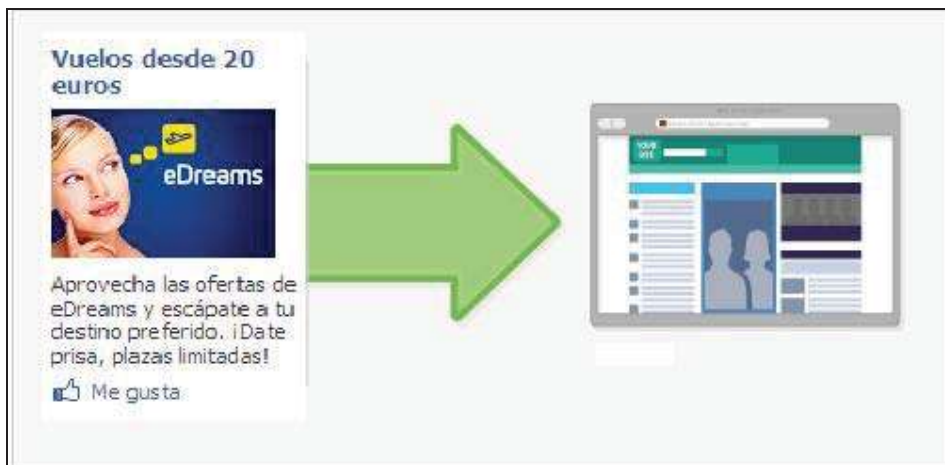 Vuelos desde 20
euros
eDreams
Aprovecha las ofertas de
eDreams y escápate a tu
destino preferido. ¡Date
prisa, plazas limitadas!
Me gusta
YOUR